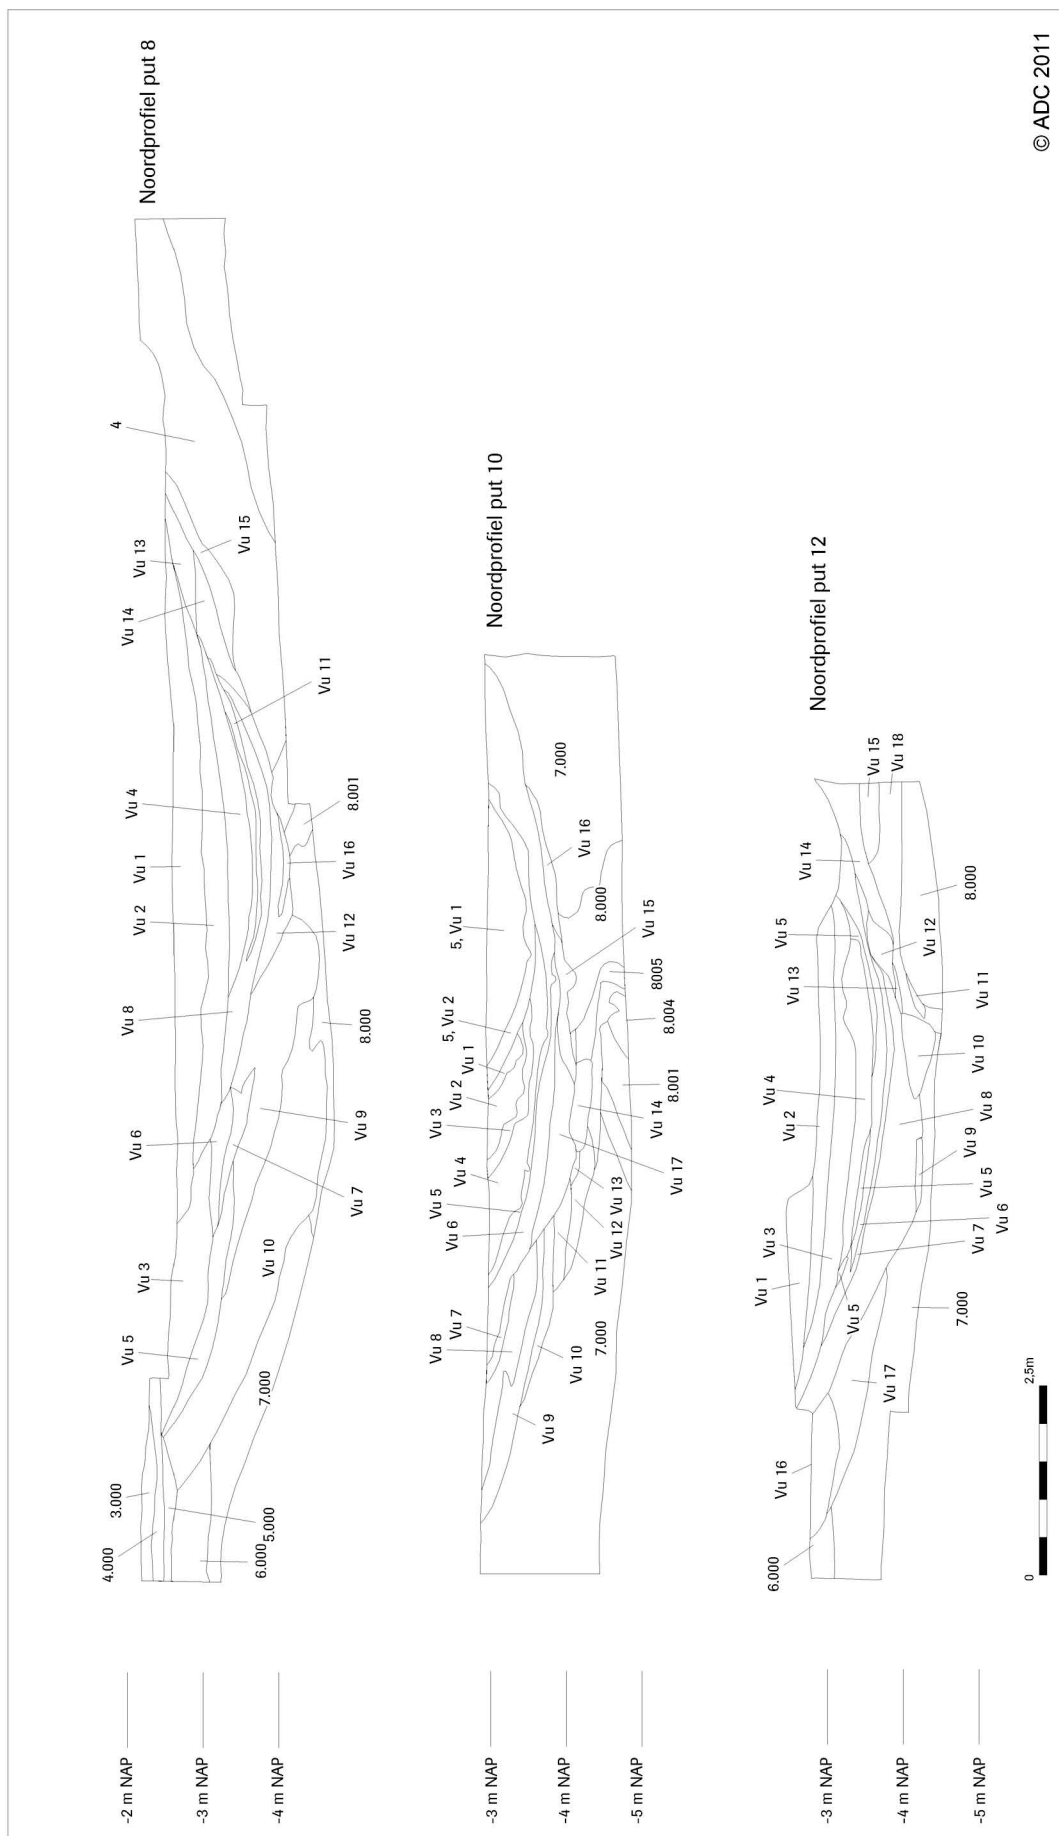 Noordprofiel put 8
-2 m NAP
-3 m NAP
-4 m NAP
3.000
4.000
5.000
6.000
7.000
Vu 5
Vu 3
Vu 10
Vu 7
Vu 6
Vu 9
8.000
Vu 8
Vu 2
Vu 12
Vu 1
Vu 16
Vu 4
8.001
Vu 11
Vu 14
Vu 13
Vu 15
4
Noordprofiel put 10
-3 m NAP
-4 m NAP
-5 m NAP
Vu 9
Vu 8
Vu 7
Vu 10
7.000
Vu 6
Vu 5
Vu 11
Vu 12
Vu 13
Vu 4
Vu 3
Vu 17
Vu 14
Vu 2
Vu 1
8.001
5, Vu 2
8.004
8005
5, Vu 1
Vu 15
8.000
Vu 16
7.000
Noordprofiel put 12
-3 m NAP
-4 m NAP
-5 m NAP
6.000
Vu 16
Vu 17
Vu 1
Vu 3
Vu 5
7.000
Vu 7
Vu 6
Vu 5
Vu 2
Vu 9
Vu 8
Vu 4
Vu 10
Vu 13
Vu 11
Vu 5
Vu 12
Vu 14
8.000
Vu 15
Vu 18
0
2,5m
© ADC 2011